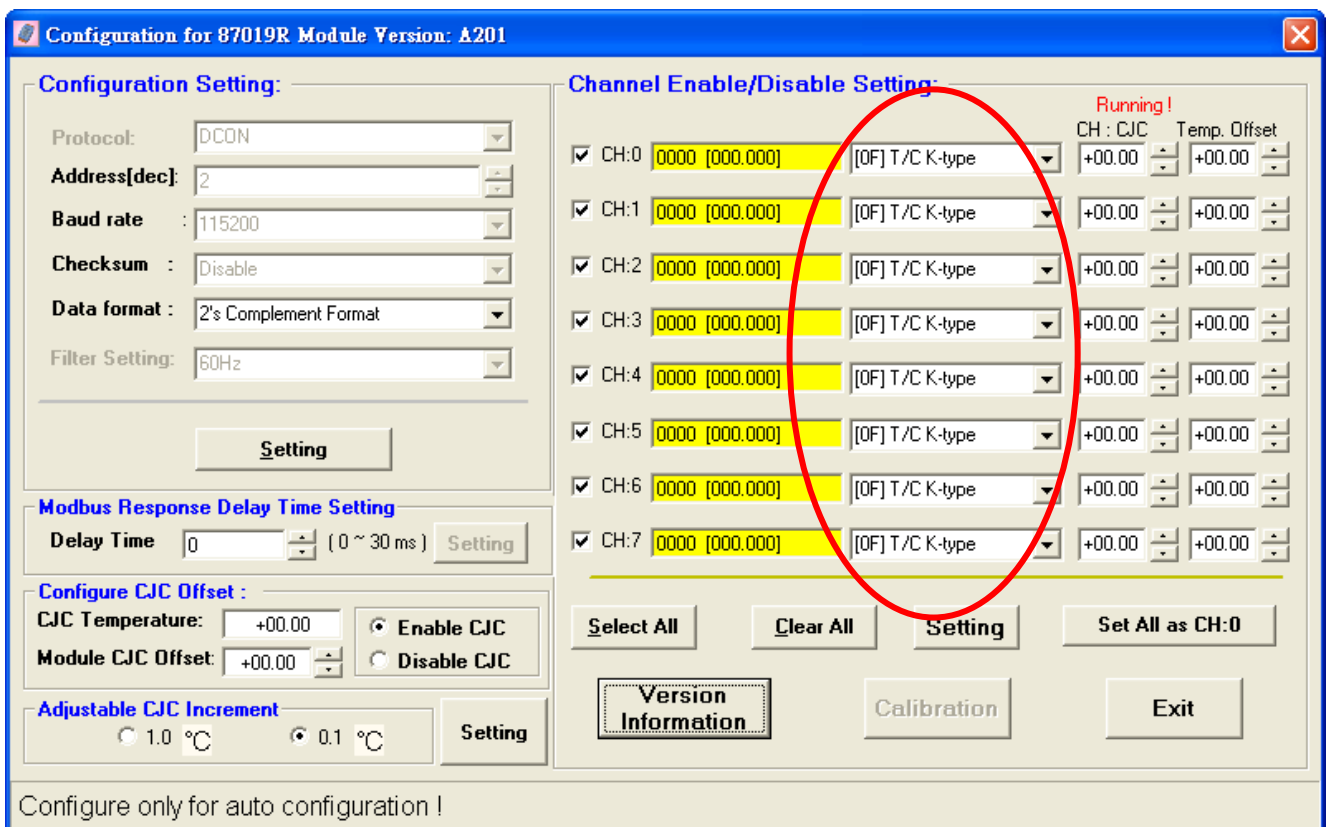 Configuration for 87019R Module Version: A201
Configuration Setting:
Protocol: DCON
Address[dec]: 2
Baud rate : 115200
Checksum : Disable
Data format : 2's Complement Format
Filter Setting: 60Hz
Setting
Modbus Response Delay Time Setting
Delay Time 0 ( 0 ~ 30 ms ) Setting
Configure CJC Offset :
CJC Temperature: +00.00
Module CJC Offset: +00.00
Enable CJC
Disable CJC
Adjustable CJC Increment
1.0 °C 0.1 °C Setting
Channel Enable/Disable Setting:
Running !
CH : CJC Temp. Offset
CH:0 0000 [000.000] [0F] T/C K-type +00.00 +00.00
CH:1 0000 [000.000] [0F] T/C K-type +00.00 +00.00
CH:2 0000 [000.000] [0F] T/C K-type +00.00 +00.00
CH:3 0000 [000.000] [0F] T/C K-type +00.00 +00.00
CH:4 0000 [000.000] [0F] T/C K-type +00.00 +00.00
CH:5 0000 [000.000] [0F] T/C K-type +00.00 +00.00
CH:6 0000 [000.000] [0F] T/C K-type +00.00 +00.00
CH:7 0000 [000.000] [0F] T/C K-type +00.00 +00.00
Select All Clear All Setting Set All as CH:0
Version
Information
Calibration Exit
Configure only for auto configuration !